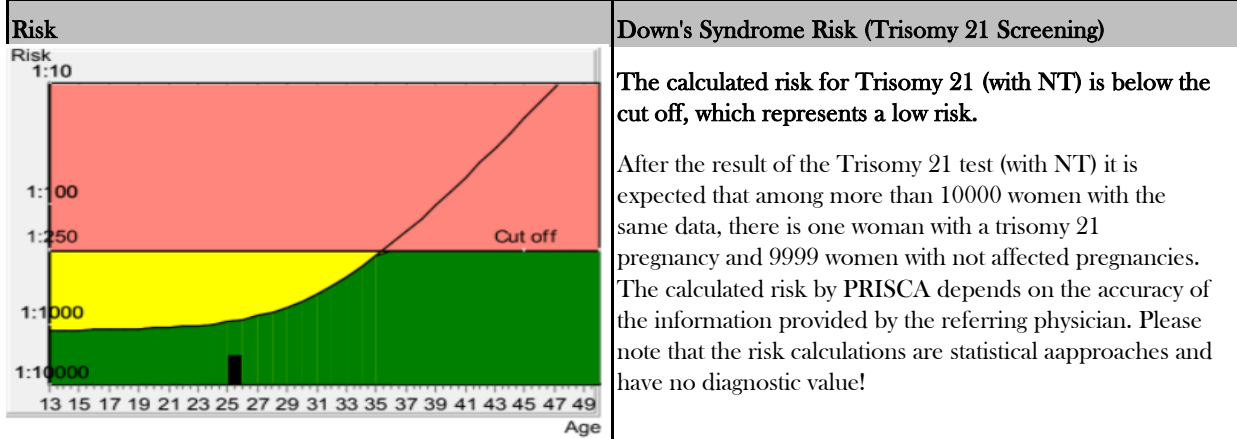 Risk
Down's Syndrome Risk (Trisomy 21 Screening)
Risk
1:10
1:100
1:250
Cut off
1:1000
1:10000
13 15 17 19 21 23 25 27 29 31 33 35 37 39 41 43 45 47 49
Age
The calculated risk for Trisomy 21 (with NT) is below the
cut off, which represents a low risk.
After the result of the Trisomy 21 test (with NT) it is
expected that among more than 10000 women with the
same data, there is one woman with a trisomy 21
pregnancy and 9999 women with not affected pregnancies.
The calculated risk by PRISCA depends on the accuracy of
the information provided by the referring physician. Please
note that the risk calculations are statistical aapproaches and
have no diagnostic value!